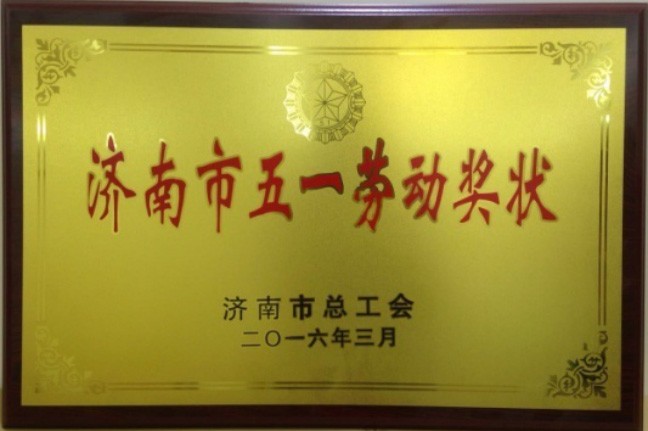 济南市五一劳动奖状
济南市总工会
二〇一六年三月